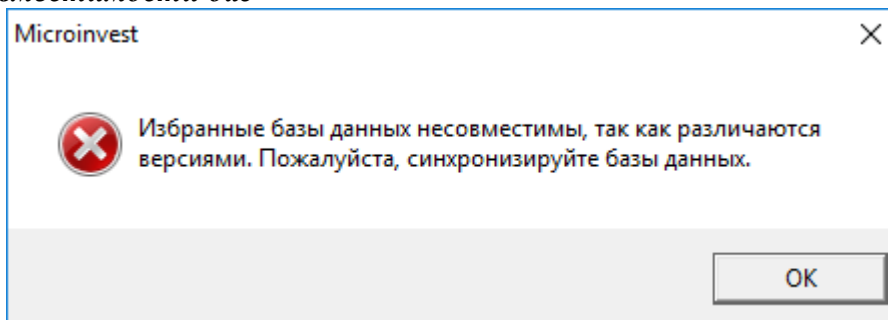 Microinvest
Избранные базы данных несовместимы, так как различаются
версиями. Пожалуйста, синхронизируйте базы данных.
OK